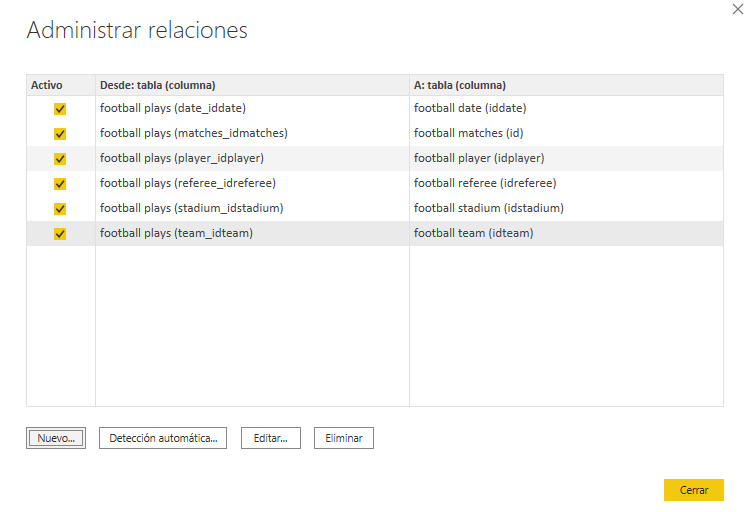 Administrar relaciones
Activo Desde: tabla (columna) A: tabla (columna)
football plays (date_iddate) football date (iddate)
football plays (matches_idmatches) football matches (id)
football plays (player_idplayer) football player (idplayer)
football plays (referee_idreferee) football referee (idreferee)
football plays (stadium_idstadium) football stadium (idstadium)
football plays (team_idteam) football team (idteam)
Nuevo... Detección automática... Editar... Eliminar
Cerrar